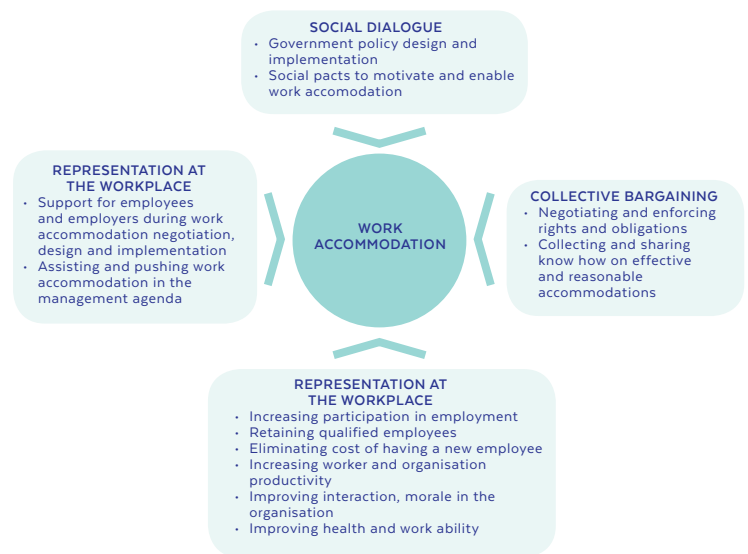 SOCIAL DIALOGUE
• Government policy design and
implementation
• Social pacts to motivate and enable
work accomodation
REPRESENTATION AT
THE WORKPLACE
• Support for employees
and employers during work
accommodation negotiation,
design and implementation
• Assisting and pushing work
accommodation in the
management agenda
WORK
ACCOMMODATION
COLLECTIVE BARGAINING
• Negotiating and enforcing
rights and obligations
• Collecting and sharing
know how on effective
and reasonable
accommodations
REPRESENTATION AT
THE WORKPLACE
• Increasing participation in employment
• Retaining qualified employees
• Eliminating cost of having a new employee
• Increasing worker and organisation
productivity
• Improving interaction, morale in the
organisation
• Improving health and work ability